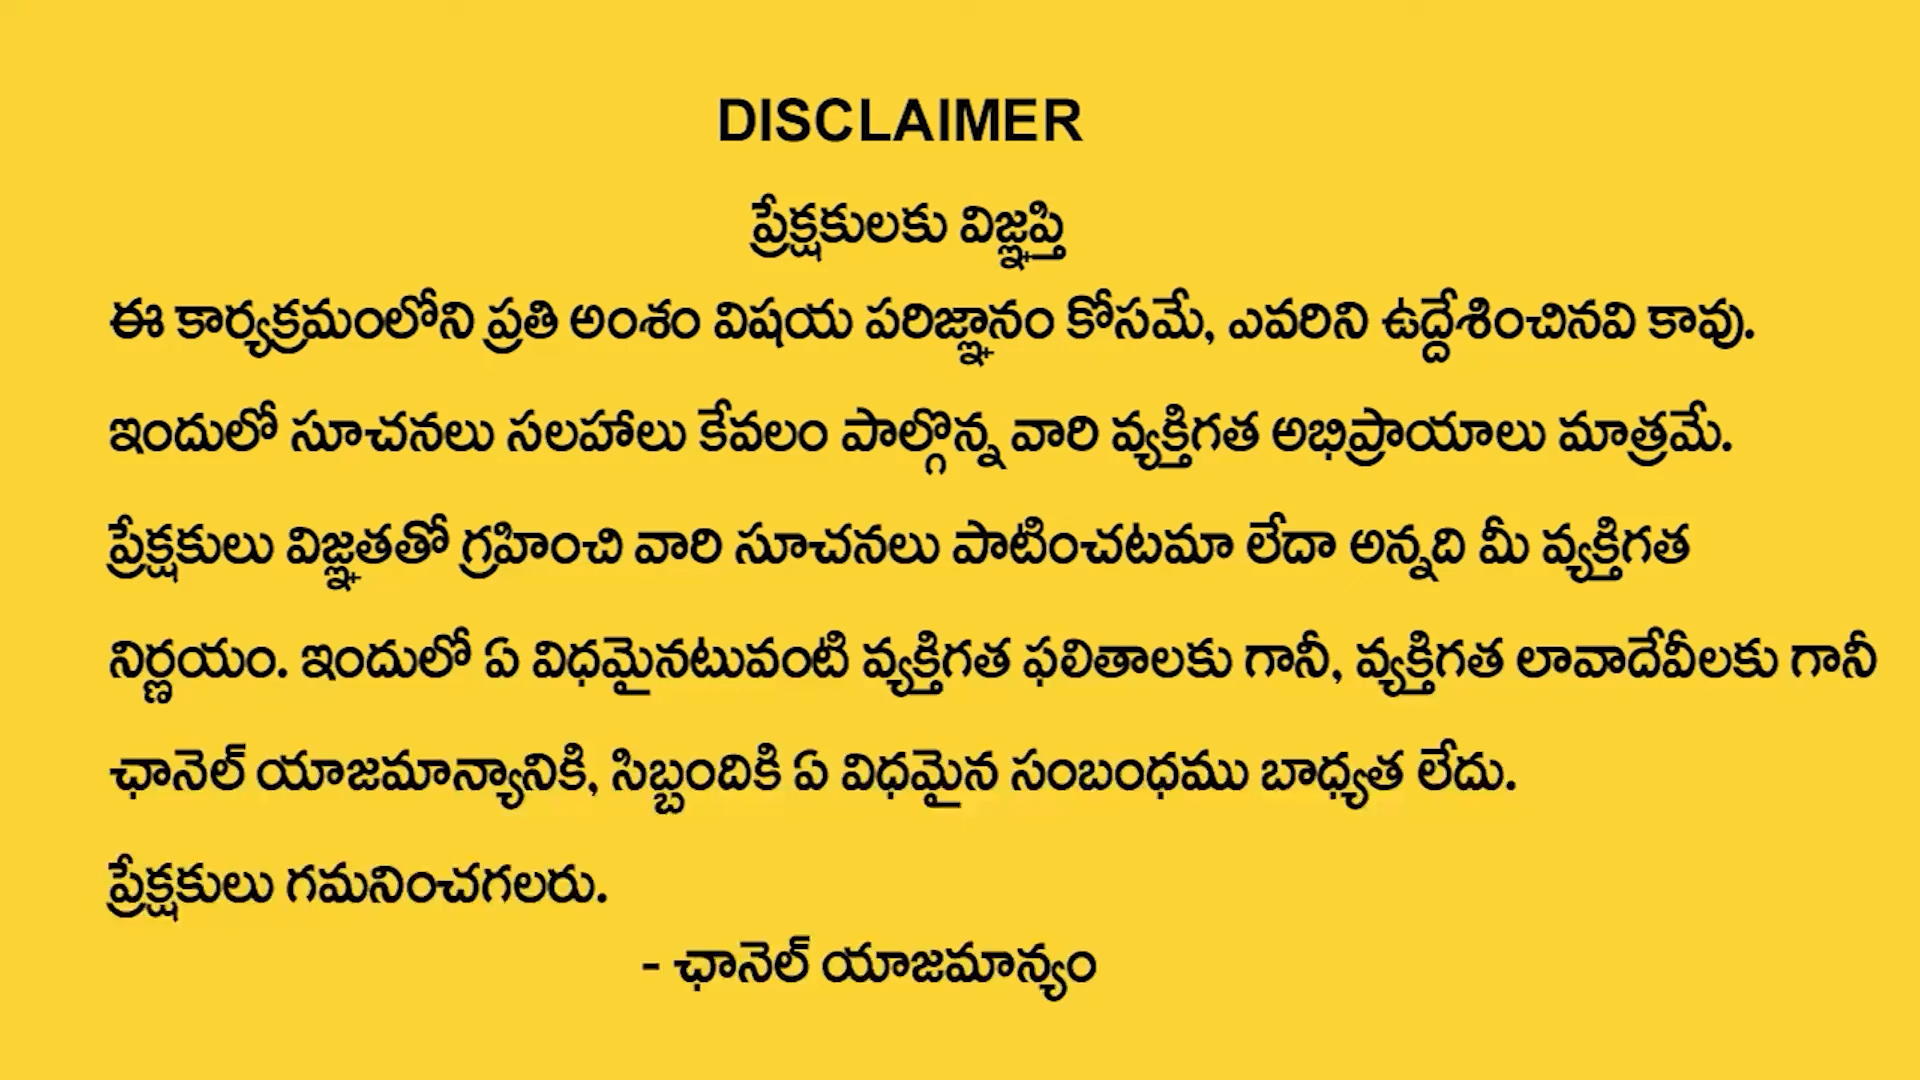 DISCLAIMER
ప్రేక్షకులకు విజ్ఞప్తి
ఈ కార్యక్రమంలోని ప్రతి అంశం విషయ పరిజ్ఞానం కోసమే, ఎవరిని ఉద్దేశించినవి కావు.
ఇందులో సూచనలు సలహాలు కేవలం పాల్గొన్న వారి వ్యక్తిగత అభిప్రాయాలు మాత్రమే.
ప్రేక్షకులు విజ్ఞతతో గ్రహించి వారి సూచనలు పాటించటమా లేదా అన్నది మీ వ్యక్తిగత
నిర్ణయం. ఇందులో ఏ విధమైనటువంటి వ్యక్తిగత ఫలితాలకు గానీ, వ్యక్తిగత లావాదేవీలకు గానీ
ఛానెల్ యాజమాన్యానికి, సిబ్బందికి ఏ విధమైన సంబంధము బాధ్యత లేదు.
ప్రేక్షకులు గమనించగలరు.
- ఛానెల్ యాజమాన్యం